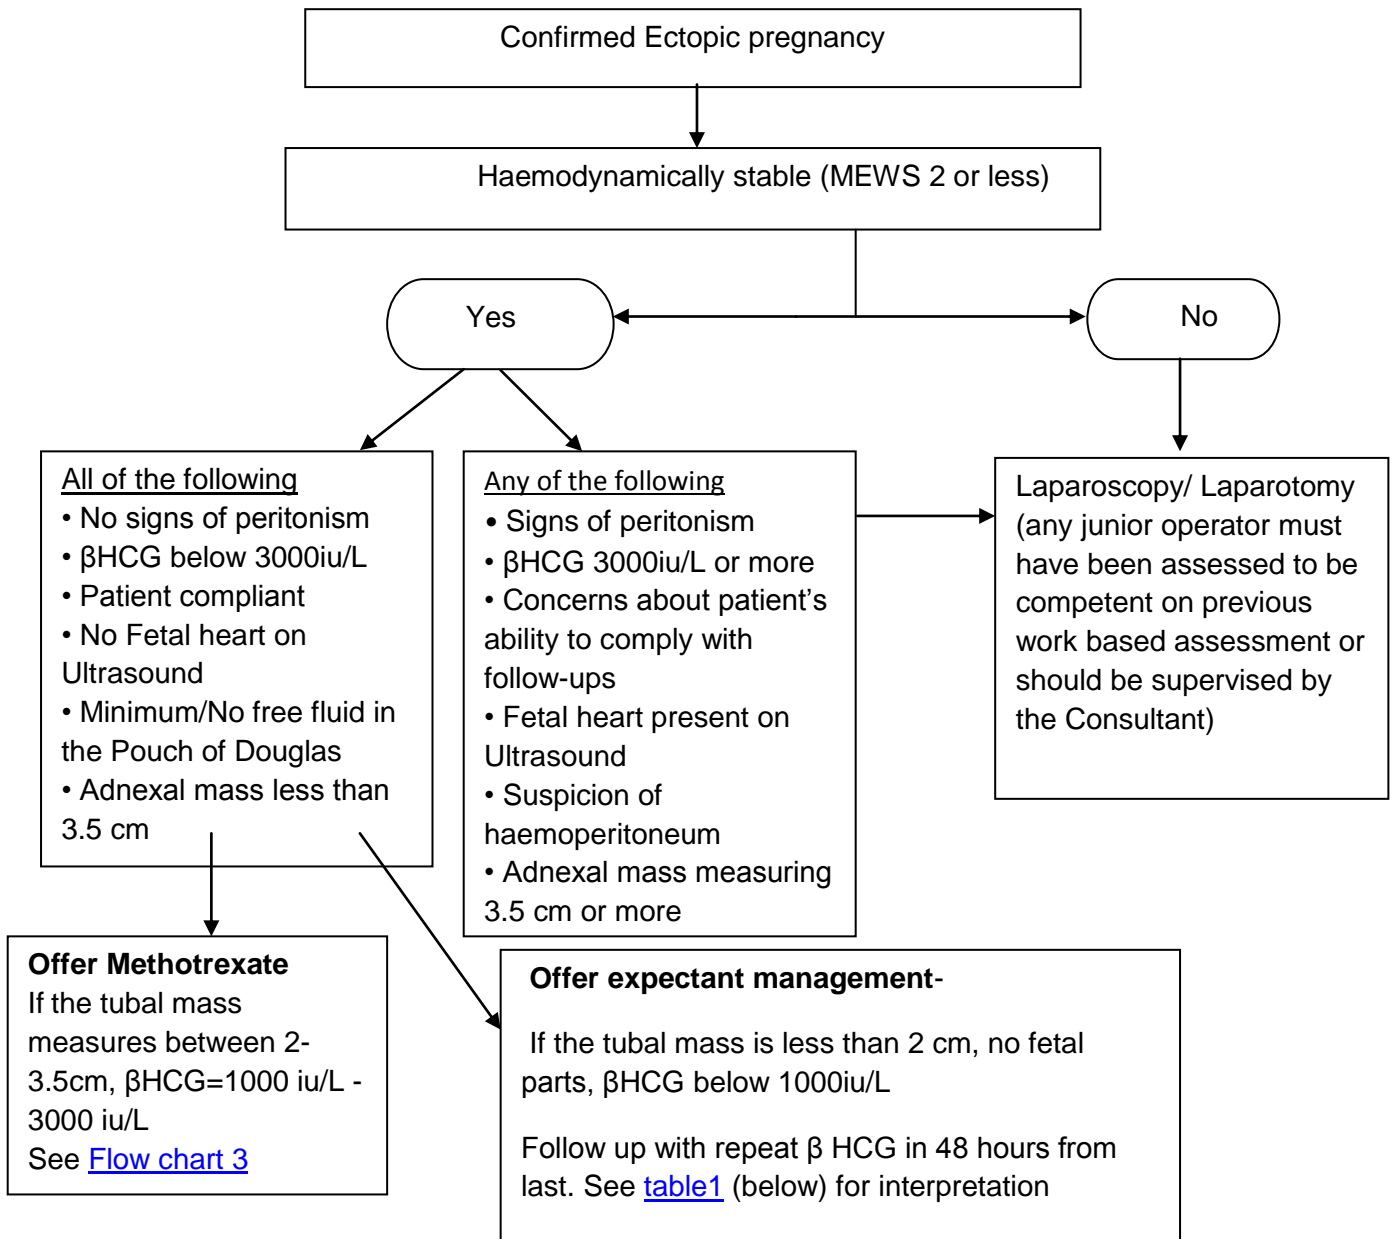 Confirmed Ectopic pregnancy
Haemodynamically stable (MEWS 2 or less)
Yes
No
All of the following
• No signs of peritonism
• βHCG below 3000iu/L
• Patient compliant
• No Fetal heart on
Ultrasound
• Minimum/No free fluid in
the Pouch of Douglas
• Adnexal mass less than
3.5 cm
Any of the following
• Signs of peritonism
• βHCG 3000iu/L or more
• Concerns about patient’s
ability to comply with
follow-ups
• Fetal heart present on
Ultrasound
• Suspicion of
haemoperitoneum
• Adnexal mass measuring
3.5 cm or more
Laparoscopy/ Laparotomy
(any junior operator must
have been assessed to be
competent on previous
work based assessment or
should be supervised by
the Consultant)
Offer Methotrexate
If the tubal mass
measures between 2-
3.5cm, βHCG=1000 iu/L -
3000 iu/L
See Flow chart 3
Offer expectant management-
If the tubal mass is less than 2 cm, no fetal
parts, βHCG below 1000iu/L
Follow up with repeat β HCG in 48 hours from
last. See table1 (below) for interpretation